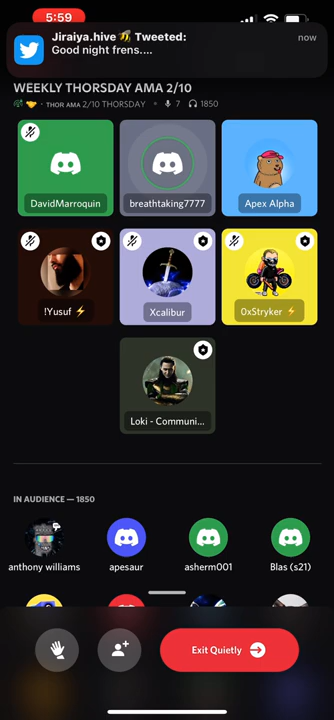 5:59
Jiraiya.hive 🐝 Tweeted:
now
Good night frens....
WEEKLY THORSDAY AMA 2/10
• THOR AMA 2/10 THORSDAY • 7 1850
DavidMarroquin
breathtaking7777
Apex Alpha
!Yusuf ⚡
Xcalibur
0xStryker ⚡
Loki - Communi...
IN AUDIENCE — 1850
anthony williams
apesaur
asherm001
Blas (s21)
Exit Quietly